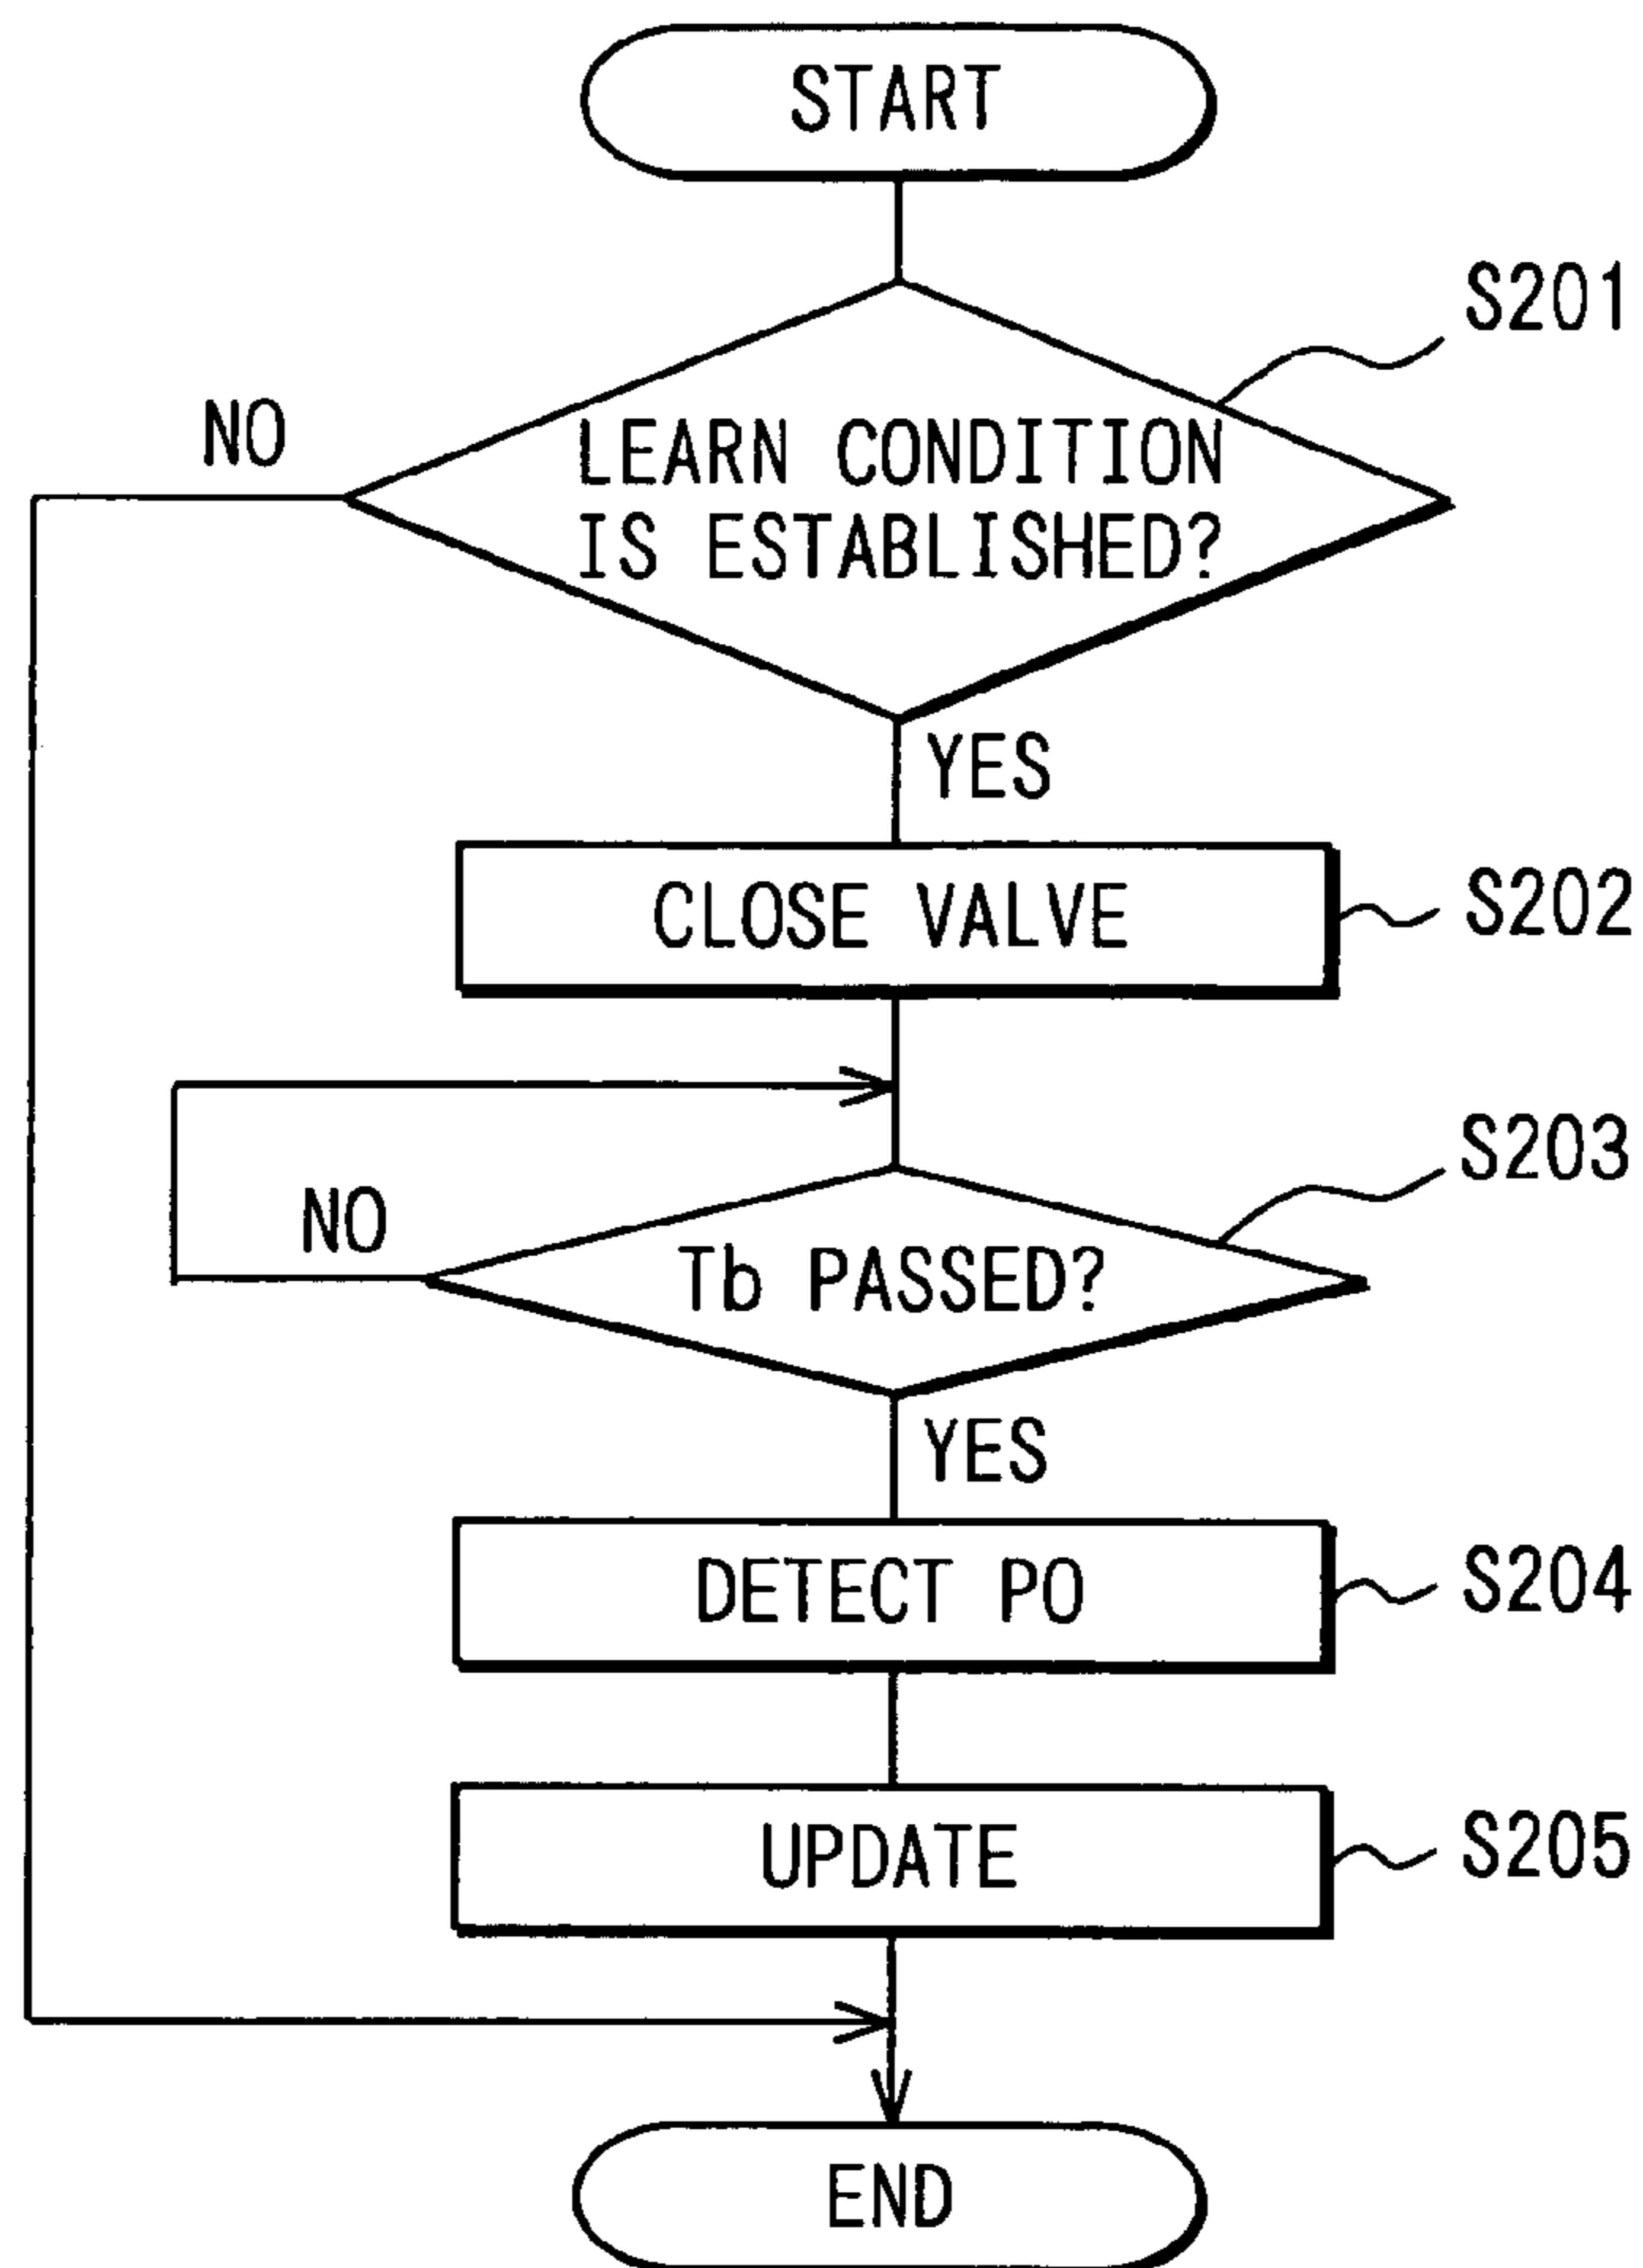 START
S201
NO
LEARN CONDITION
IS ESTABLISHED?
YES
CLOSE VALVE
S202
S203
NO
Tb PASSED?
YES
DETECT PO
S204
UPDATE
S205
END